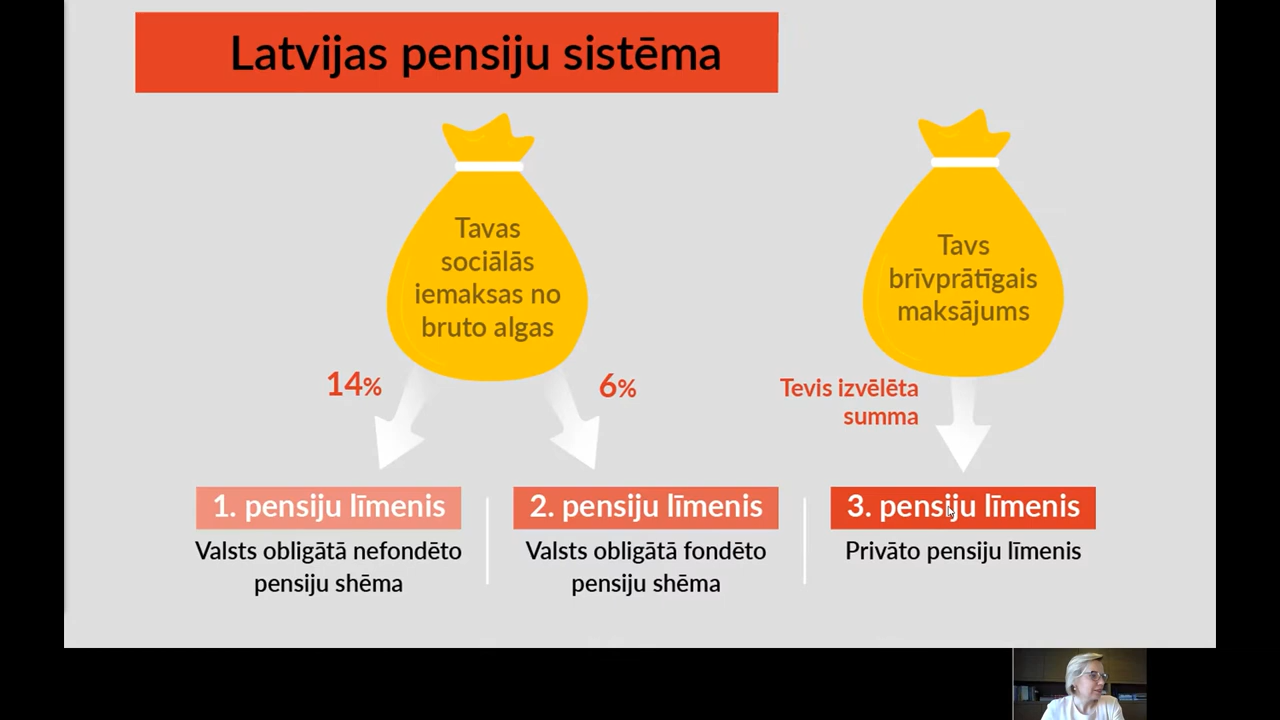 Latvijas pensiju sistēma
Tavas
sociālās
iemaksas no
bruto algas
Tavs
brīvprātīgais
maksājums
14%
6%
Tevis izvēlēta
summa
1. pensiju līmenis
Valsts obligātā nefondēto
pensiju shēma
2. pensiju līmenis
Valsts obligātā fondēto
pensiju shēma
3. pensiju līmenis
Privāto pensiju līmenis